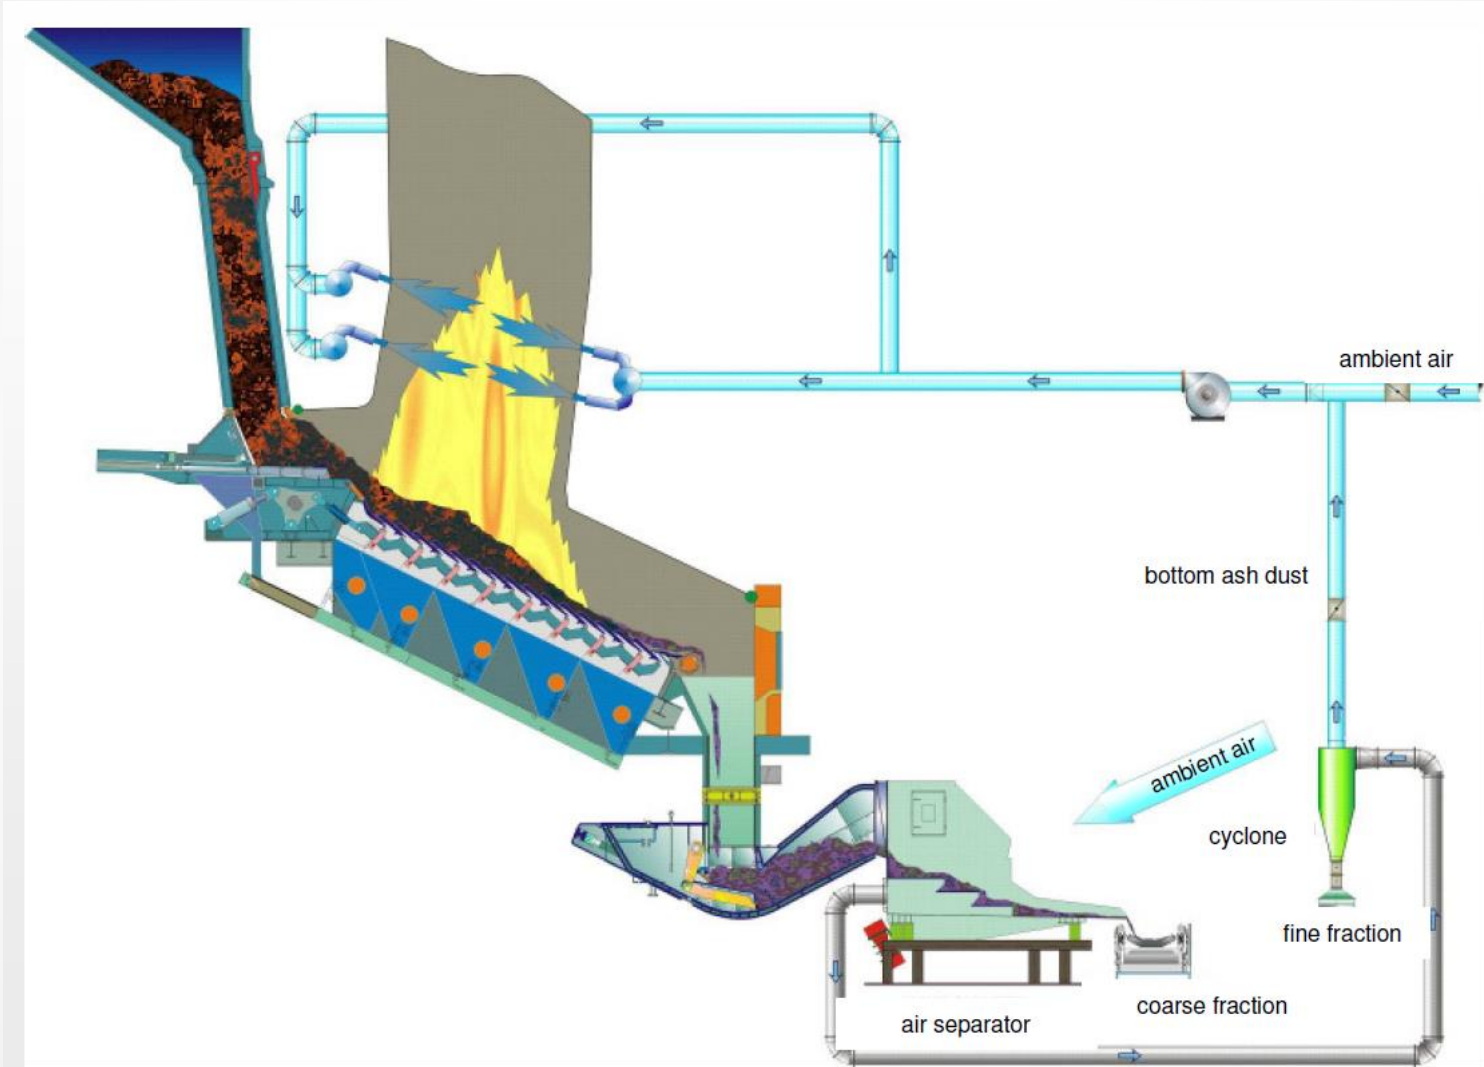 ambient air
bottom ash dust
ambient air
cyclone
fine fraction
coarse fraction
air separator